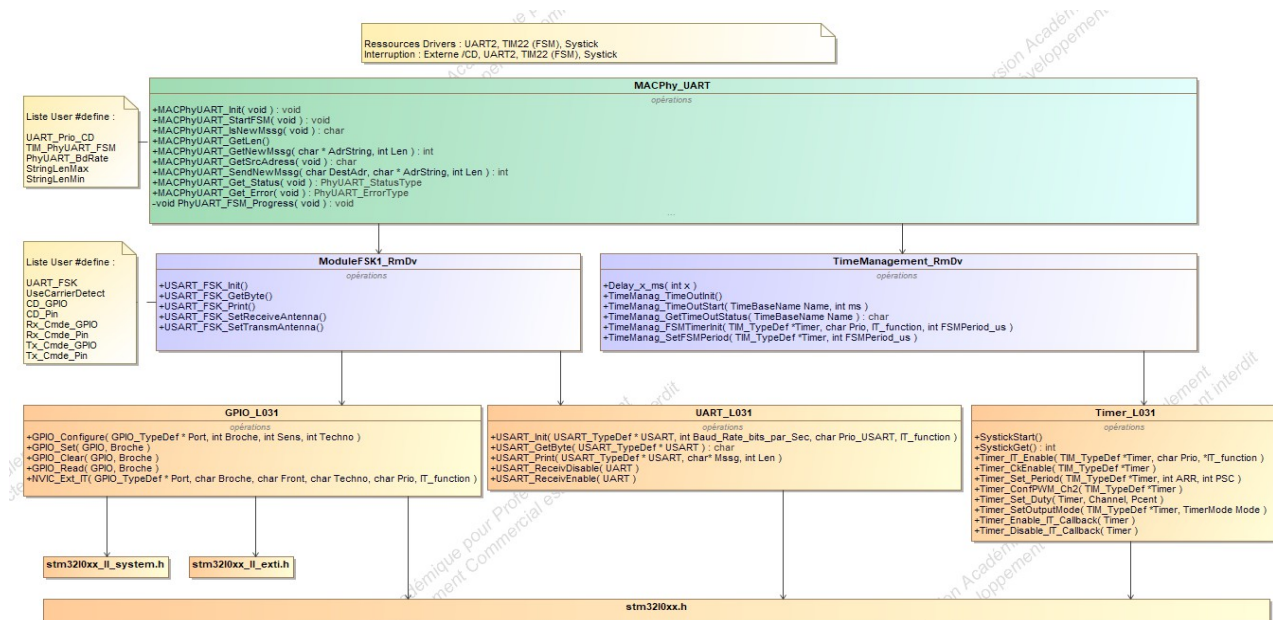 Ressources Drivers : UART2, TIM22 (FSM), Systick
Interruption : Externe /CD, UART2, TIM22 (FSM), Systick
MACPhy_UART
opérations
+MACPhyUART_Init( void ) : void
+MACPhyUART_StartFSM( void ) : void
+MACPhyUART_IsNewMssg( void ) : char
+MACPhyUART_GetLen()
+MACPhyUART_GetNewMssg( char * AdrString, int Len ) : int
+MACPhyUART_GetSrcAdress( void ) : char
+MACPhyUART_SendNewMssg( char DestAdr, char * AdrString, int Len ) : int
+MACPhyUART_Get_Status( void ) : PhyUART_StatusType
+MACPhyUART_Get_Error( void ) : PhyUART_ErrorType
-void PhyUART_FSM_Progress( void ) : void
...
Liste User #define :
UART_Prio_CD
TIM_PhyUART_FSM
PhyUART_BdRate
StringLenMax
StringLenMin
Liste User #define :
UART_FSK
UseCarrierDetect
CD_GPIO
CD_Pin
Rx_Cmde_GPIO
Rx_Cmde_Pin
Tx_Cmde_GPIO
Tx_Cmde_Pin
ModuleFSK1_RmDv
opérations
+USART_FSK_Init()
+USART_FSK_GetByte()
+USART_FSK_Print()
+USART_FSK_SetReceiveAntenna()
+USART_FSK_SetTransmAntenna()
TimeManagement_RmDv
opérations
+Delay_x_ms( int x )
+TimeManag_TimeOutInit()
+TimeManag_TimeOutStart( TimeBaseName Name, int ms )
+TimeManag_GetTimeOutStatus( TimeBaseName Name ) : char
+TimeManag_FSMTimerInit( TIM_TypeDef *Timer, char Prio, IT_function, int FSMPeriod_us )
+TimeManag_SetFSMPeriod( TIM_TypeDef *Timer, int FSMPeriod_us )
GPIO_L031
opérations
+GPIO_Configure( GPIO_TypeDef * Port, int Broche, int Sens, int Techno )
+GPIO_Set( GPIO, Broche )
+GPIO_Clear( GPIO, Broche )
+GPIO_Read( GPIO, Broche )
+NVIC_Ext_IT( GPIO_TypeDef * Port, char Broche, char Front, char Techno, char Prio, IT_function )
UART_L031
opérations
+USART_Init( USART_TypeDef * USART, int Baud_Rate_bits_par_Sec, char Prio_USART, IT_function )
+USART_GetByte( USART_TypeDef * USART ) : char
+USART_Print( USART_TypeDef * USART, char* Mssg, int Len )
+USART_ReceivDisable( UART )
+USART_ReceivEnable( UART )
Timer_L031
opérations
+SystickStart()
+SystickGet() : int
+Timer_IT_Enable( TIM_TypeDef *Timer, char Prio, *IT_function )
+Timer_CkEnable( TIM_TypeDef *Timer )
+Timer_Set_Period( TIM_TypeDef *Timer, int ARR, int PSC )
+Timer_ConfPWM_Ch2( TIM_TypeDef *Timer )
+Timer_Set_Duty( Timer, Channel, Pcent )
+Timer_SetOutputMode( TIM_TypeDef *Timer, TimerMode Mode )
+Timer_Enable_IT_Callback( Timer )
+Timer_Disable_IT_Callback( Timer )
stm32l0xx_ll_system.h
stm32l0xx_ll_exti.h
stm32l0xx.h